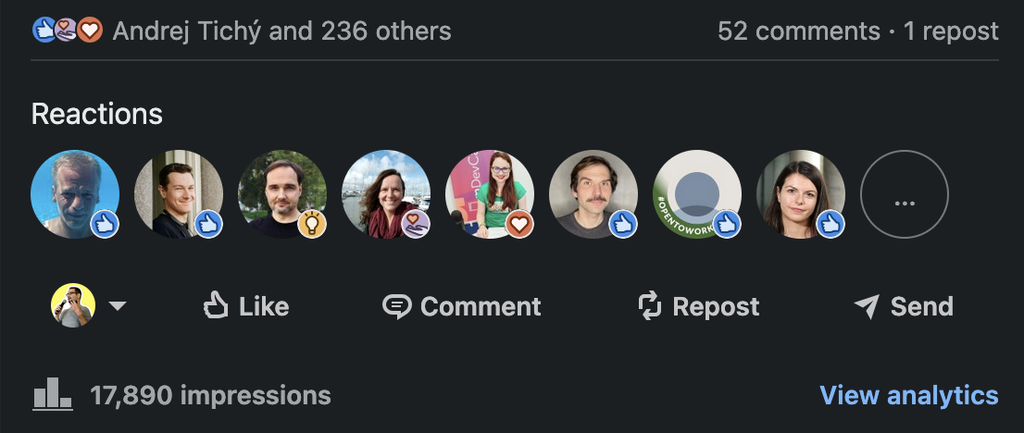 Andrej Tichý and 236 others
52 comments · 1 repost
Reactions
mDevCa
#OPENTOWORK
...
Like
Comment
Repost
Send
17,890 impressions
View analytics